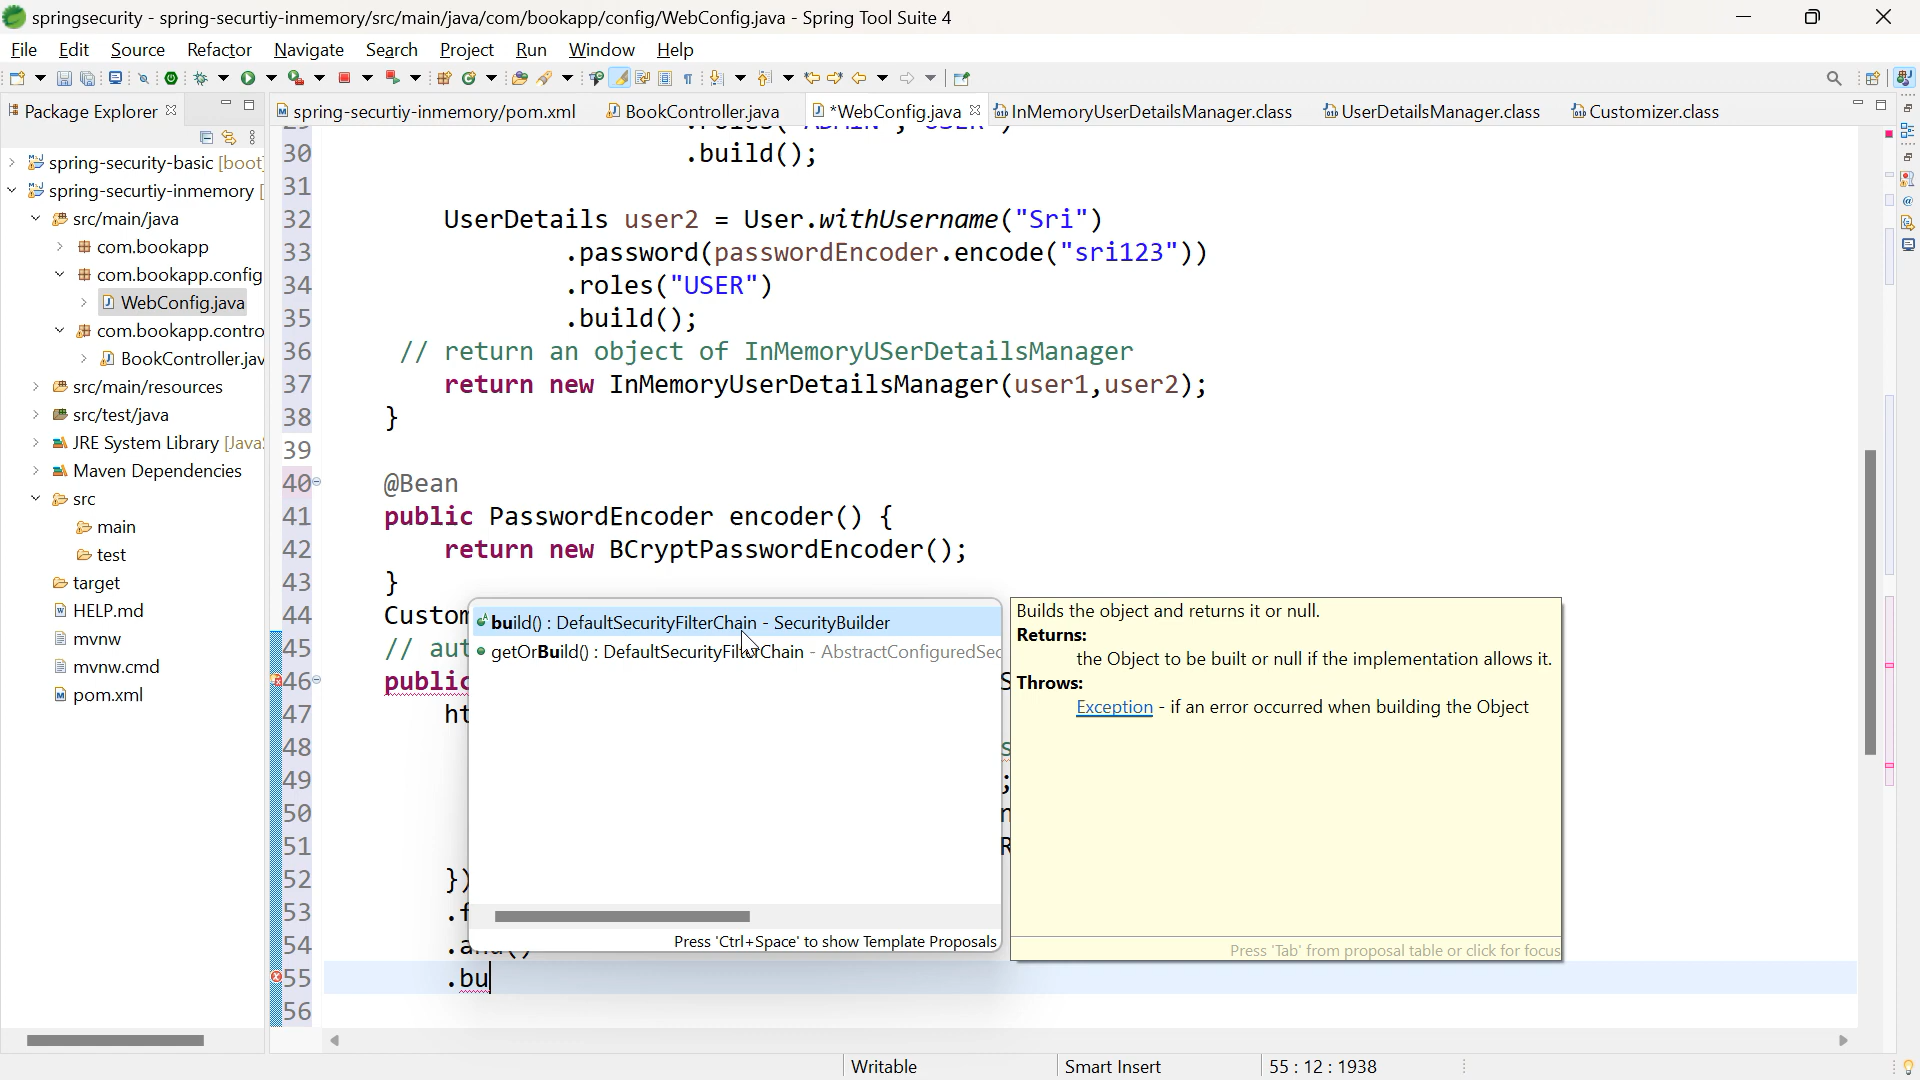 springsecurity - spring-securtiy-inmemory/src/main/java/com/bookapp/config/WebConfig.java - Spring Tool Suite 4
File Edit Source Refactor Navigate Search Project Run Window Help
Package Explorer
spring-securtiy-inmemory/pom.xml BookController.java *WebConfig.java InMemoryUserDetailsManager.class UserDetailsManager.class Customizer.class
spring-security-basic [boot]
spring-securtiy-inmemory [
src/main/java
com.bookapp
com.bookapp.config
WebConfig.java
com.bookapp.contro
BookController.jav
src/main/resources
src/test/java
JRE System Library [Java
Maven Dependencies
src
main
test
target
HELP.md
mvnw
mvnw.cmd
pom.xml
29 .roles("ADMIN","USER")
30 .build();
31
32 UserDetails user2 = User.withUsername("Sri")
33 .password(passwordEncoder.encode("sri123"))
34 .roles("USER")
35 .build();
36 // return an object of InMemoryUSerDetailsManager
37 return new InMemoryUserDetailsManager(user1,user2);
38 }
39
40 @Bean
41 public PasswordEncoder encoder() {
42 return new BCryptPasswordEncoder();
43 }
44 Custom
45 // aut
46 public
47 ht
48
49 ;
50
51
52 })
53 .f
54 .and()
55 .bu
56
build() : DefaultSecurityFilterChain - SecurityBuilder
getOrBuild() : DefaultSecurityFilterChain - AbstractConfiguredSec
Press 'Ctrl+Space' to show Template Proposals
Builds the object and returns it or null.
Returns:
the Object to be built or null if the implementation allows it.
Throws:
Exception - if an error occurred when building the Object
Press 'Tab' from proposal table or click for focus
Writable Smart Insert 55 : 12 : 1938